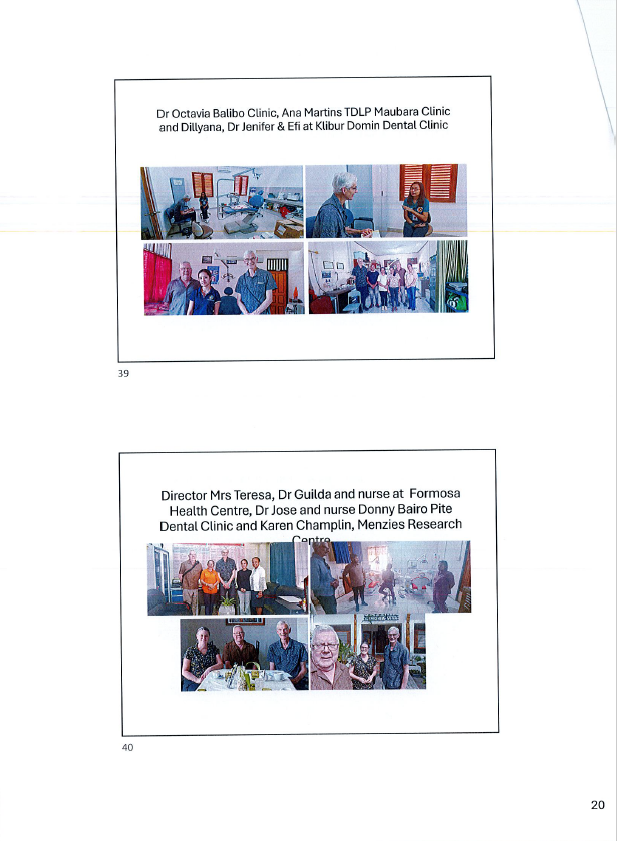 Dr Octavia Balibo Clinic, Ana Martins TDLP Maubara Clinic
and Dillyana, Dr Jenifer & Efi at Klibur Domin Dental Clinic
39
Director Mrs Teresa, Dr Guilda and nurse at Formosa
Health Centre, Dr Jose and nurse Donny Bairo Pite
Dental Clinic and Karen Champlin, Menzies Research
Centre
40
20